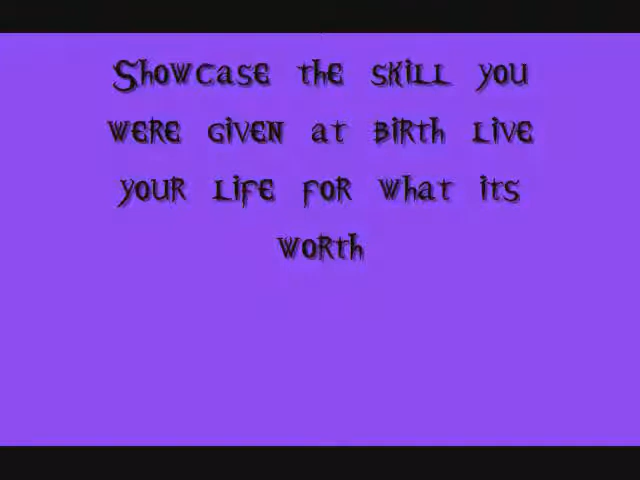 Showcase the skill you
were given at birth live
your life for what its
worth